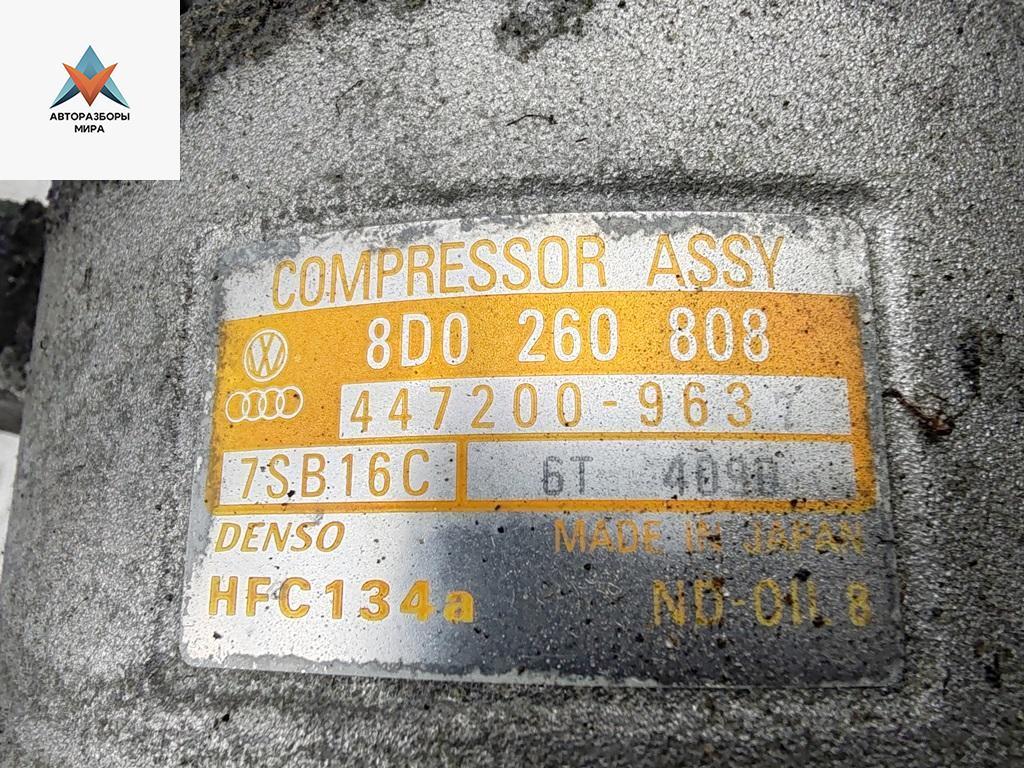 АВТОРАЗБОРЫ
МИРА
COMPRESSOR ASSY
8D0 260 808
447200-963
7SB16C 6T 4090
DENSO MADE IN JAPAN
HFC134a ND-OIL 8